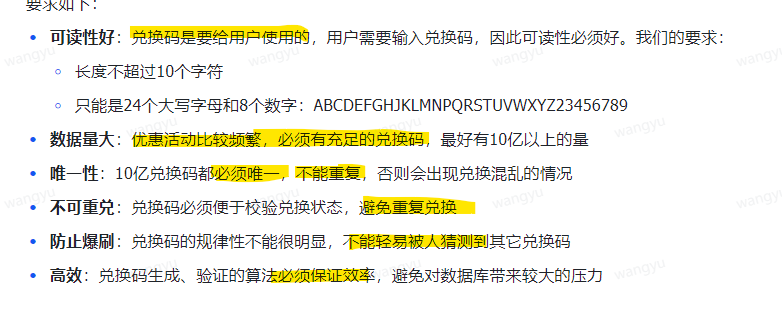 要求如下：
可读性好：兑换码是要给用户使用的，用户需要输入兑换码，因此可读性必须好。我们的要求：
长度不超过10个字符
只能是24个大写字母和8个数字：ABCDEFGHJKLMNPQRSTUVWXYZ23456789
数据量大：优惠活动比较频繁，必须有充足的兑换码，最好有10亿以上的量
唯一性：10亿兑换码都必须唯一，不能重复，否则会出现兑换混乱的情况
不可重兑：兑换码必须便于校验兑换状态，避免重复兑换
防止爆刷：兑换码的规律性不能很明显，不能轻易被人猜测到其它兑换码
高效：兑换码生成、验证的算法必须保证效率，避免对数据库带来较大的压力
wangyu